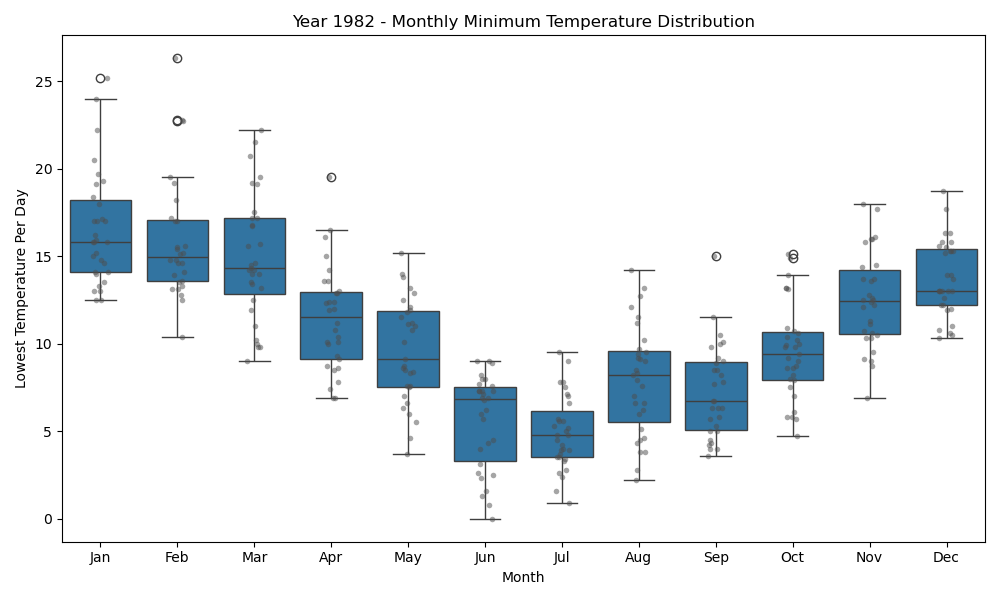 Year 1982 - Monthly Minimum Temperature Distribution
Lowest Temperature Per Day
25
20
15
10
5
0
Jan Feb Mar Apr May Jun Jul Aug Sep Oct Nov Dec
Month